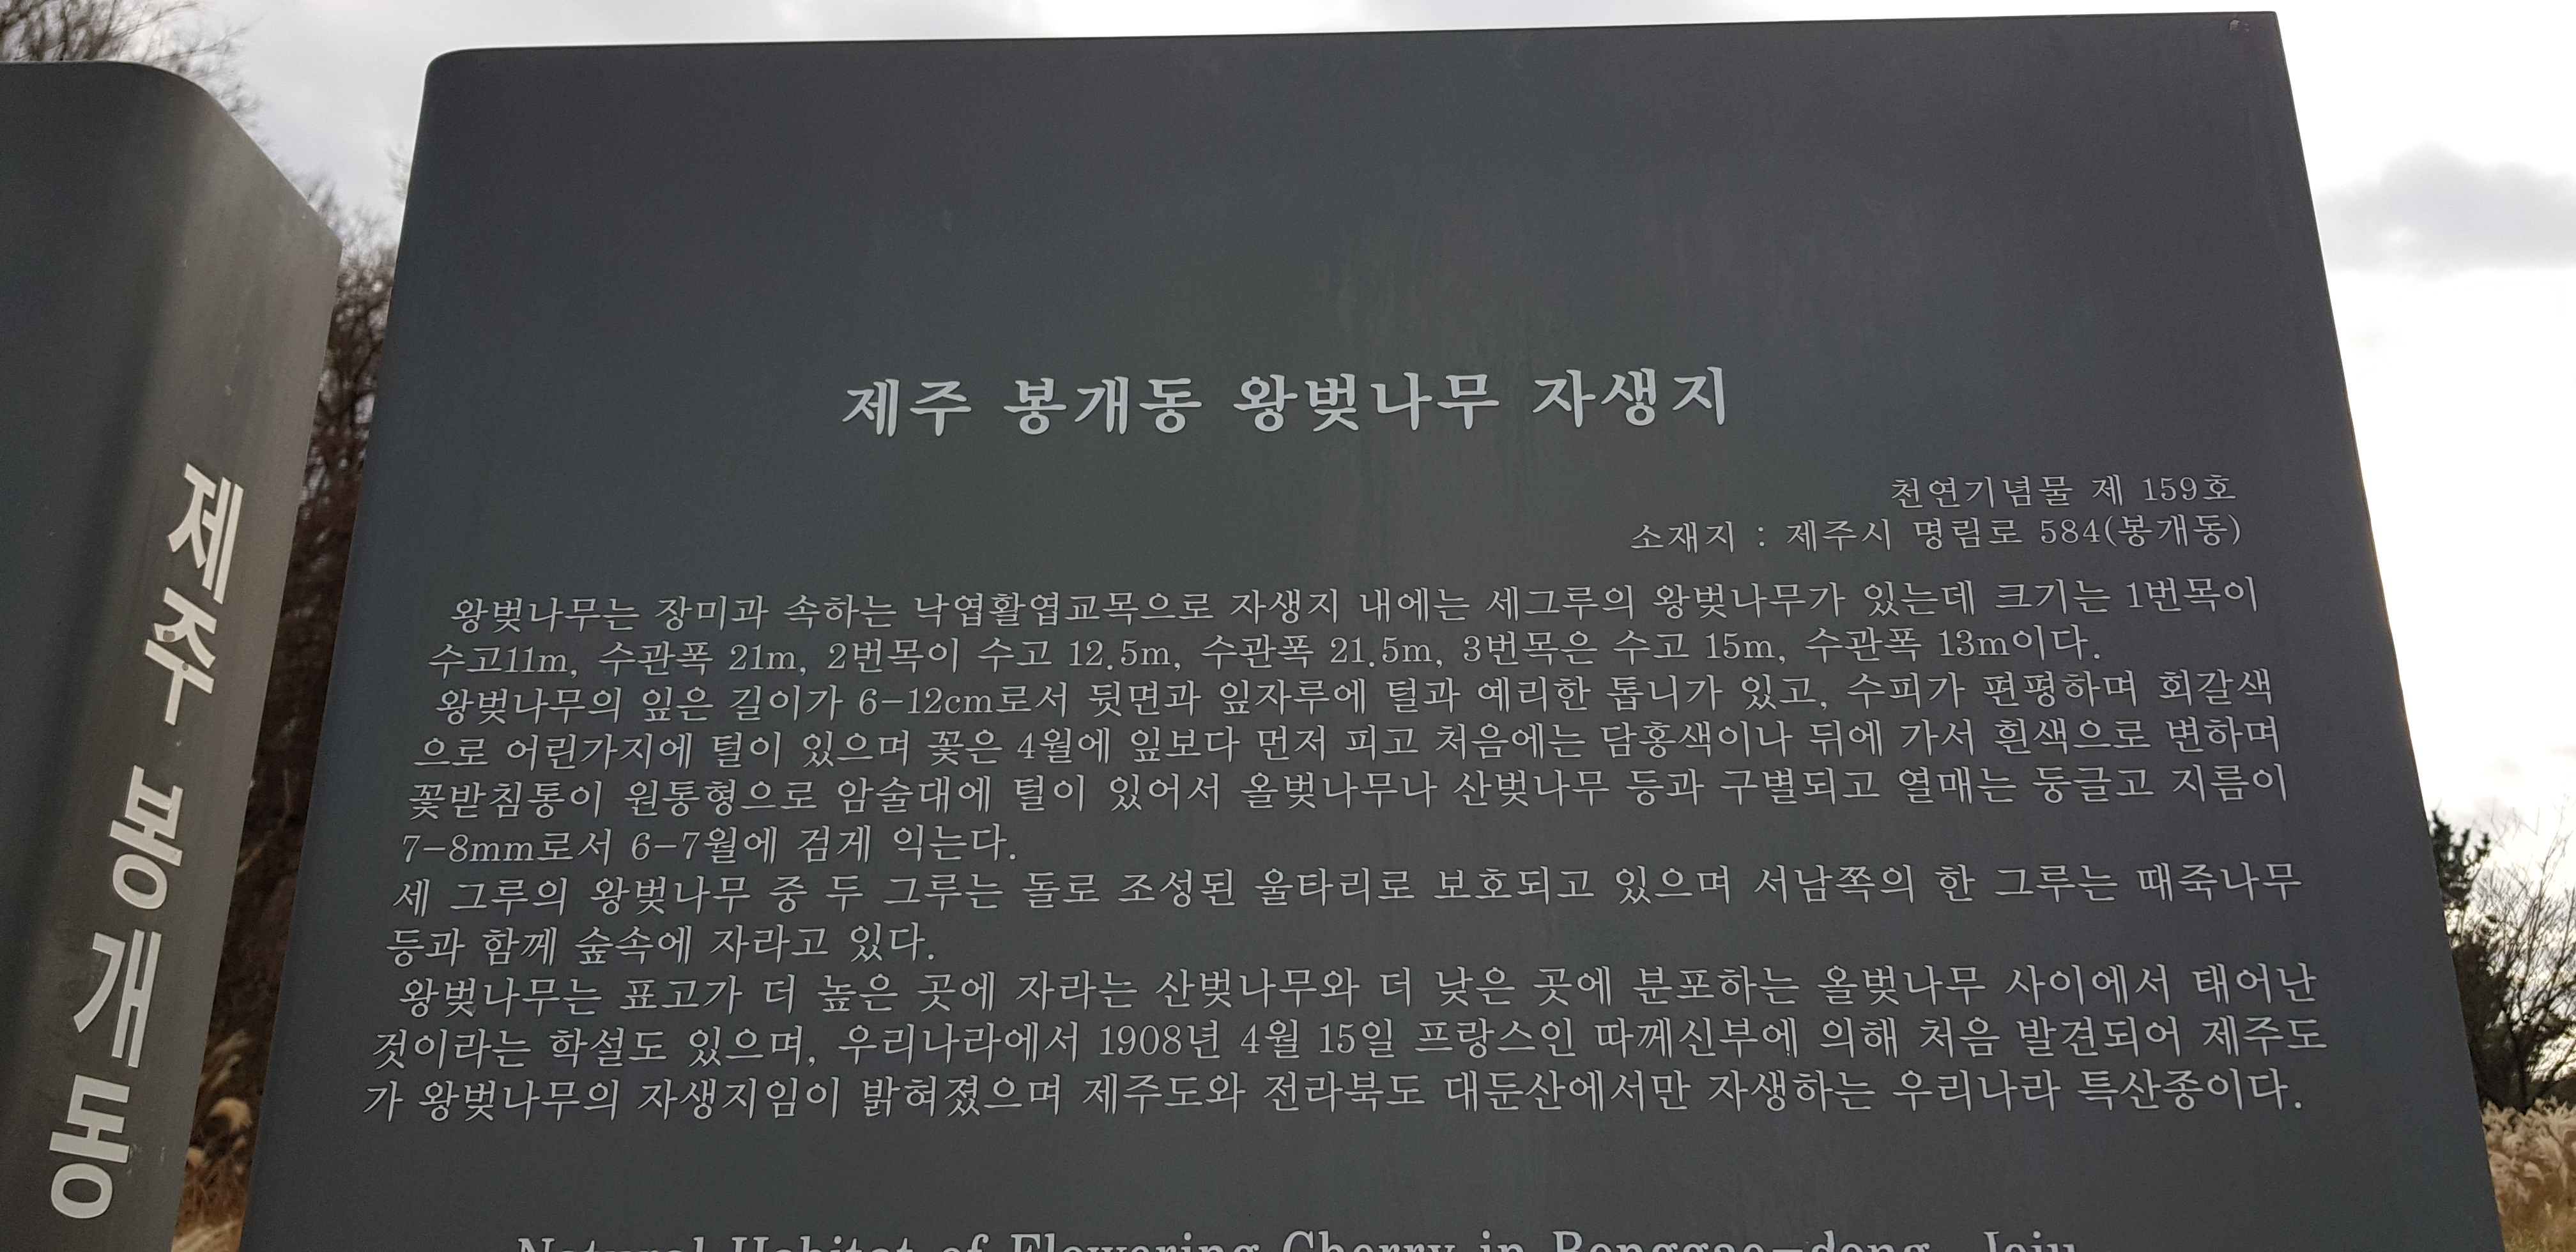 제주 봉개동
제주 봉개동 왕벚나무 자생지
천연기념물 제 159호
소재지 : 제주시 명림로 584(봉개동)
왕벚나무는 장미과 속하는 낙엽활엽교목으로 자생지 내에는 세그루의 왕벚나무가 있는데 크기는 1번목이
수고11m, 수관폭 21m, 2번목이 수고 12.5m, 수관폭 21.5m, 3번목은 수고 15m, 수관폭 13m이다.
왕벚나무의 잎은 길이가 6-12cm로서 뒷면과 잎자루에 털과 예리한 톱니가 있고, 수피가 편평하며 회갈색
으로 어린가지에 털이 있으며 꽃은 4월에 잎보다 먼저 피고 처음에는 담홍색이나 뒤에 가서 흰색으로 변하며
꽃받침통이 원통형으로 암술대에 털이 있어서 올벚나무나 산벚나무 등과 구별되고 열매는 둥글고 지름이
7-8mm로서 6-7월에 검게 익는다.
세 그루의 왕벚나무 중 두 그루는 돌로 조성된 울타리로 보호되고 있으며 서남쪽의 한 그루는 때죽나무
등과 함께 숲속에 자라고 있다.
왕벚나무는 표고가 더 높은 곳에 자라는 산벚나무와 더 낮은 곳에 분포하는 올벚나무 사이에서 태어난
것이라는 학설도 있으며, 우리나라에서 1908년 4월 15일 프랑스인 따께신부에 의해 처음 발견되어 제주도
가 왕벚나무의 자생지임이 밝혀졌으며 제주도와 전라북도 대둔산에서만 자생하는 우리나라 특산종이다.
Natural Habitat of Flowering Cherry in Bonggae-dong, Jeju